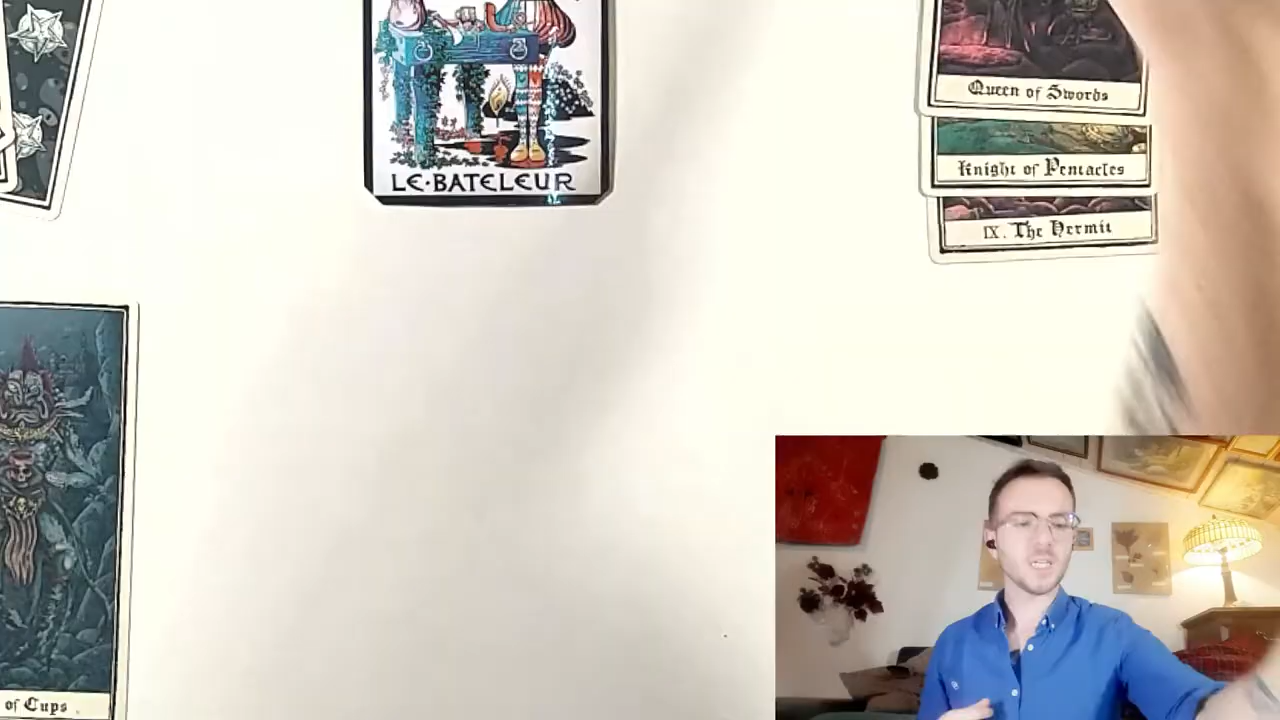 Queen of Swords
Knight of Pentacles
LE·BATELEUR
IX. The Hermit
of Cups